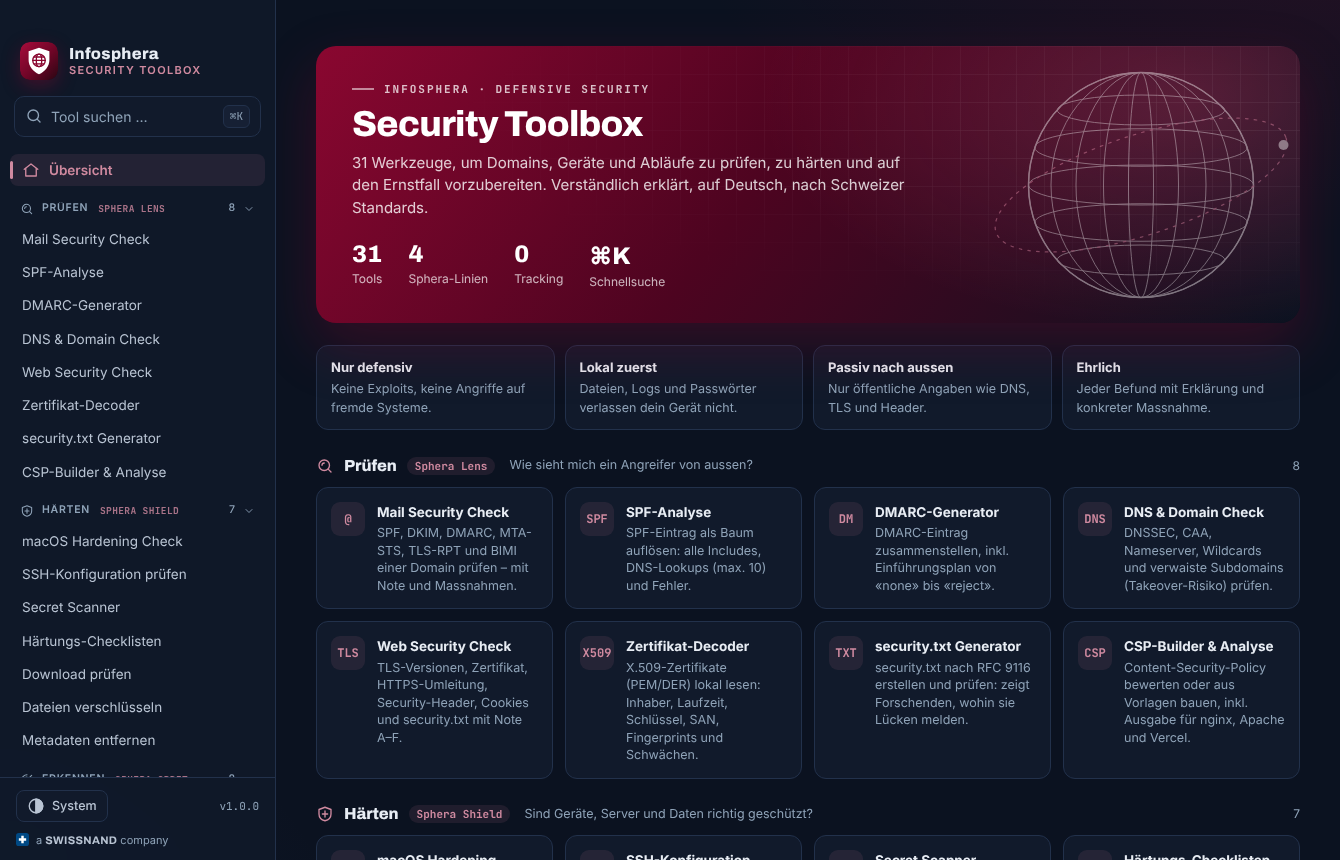 Infosphera
SECURITY TOOLBOX
Tool suchen ...
⌘K
Übersicht
PRÜFEN SPHERA LENS 8
Mail Security Check
SPF-Analyse
DMARC-Generator
DNS & Domain Check
Web Security Check
Zertifikat-Decoder
security.txt Generator
CSP-Builder & Analyse
HÄRTEN SPHERA SHIELD 7
macOS Hardening Check
SSH-Konfiguration prüfen
Secret Scanner
Härtungs-Checklisten
Download prüfen
Dateien verschlüsseln
Metadaten entfernen
System
v1.0.0
a SWISSNAND company
INFOSPHERA · DEFENSIVE SECURITY
Security Toolbox
31 Werkzeuge, um Domains, Geräte und Abläufe zu prüfen, zu härten und auf
den Ernstfall vorzubereiten. Verständlich erklärt, auf Deutsch, nach Schweizer
Standards.
31 4 0 ⌘K
Tools Sphera-Linien Tracking Schnellsuche
Nur defensiv
Keine Exploits, keine Angriffe auf
fremde Systeme.
Lokal zuerst
Dateien, Logs und Passwörter
verlassen dein Gerät nicht.
Passiv nach aussen
Nur öffentliche Angaben wie DNS,
TLS und Header.
Ehrlich
Jeder Befund mit Erklärung und
konkreter Massnahme.
Prüfen Sphera Lens Wie sieht mich ein Angreifer von aussen? 8
@
Mail Security Check
SPF, DKIM, DMARC, MTA-
STS, TLS-RPT und BIMI
einer Domain prüfen – mit
Note und Massnahmen.
SPF
SPF-Analyse
SPF-Eintrag als Baum
auflösen: alle Includes,
DNS-Lookups (max. 10)
und Fehler.
DM
DMARC-Generator
DMARC-Eintrag
zusammenstellen, inkl.
Einführungsplan von
«none» bis «reject».
DNS
DNS & Domain Check
DNSSEC, CAA,
Nameserver, Wildcards
und verwaiste Subdomains
(Takeover-Risiko) prüfen.
TLS
Web Security Check
TLS-Versionen, Zertifikat,
HTTPS-Umleitung,
Security-Header, Cookies
und security.txt mit Note
A–F.
X509
Zertifikat-Decoder
X.509-Zertifikate
(PEM/DER) lokal lesen:
Inhaber, Laufzeit,
Schlüssel, SAN,
Fingerprints und
Schwächen.
TXT
security.txt Generator
security.txt nach RFC 9116
erstellen und prüfen: zeigt
Forschenden, wohin sie
Lücken melden.
CSP
CSP-Builder & Analyse
Content-Security-Policy
bewerten oder aus
Vorlagen bauen, inkl.
Ausgabe für nginx, Apache
und Vercel.
Härten Sphera Shield Sind Geräte, Server und Daten richtig geschützt? 7
macOS Hardening
SSH-Konfiguration
Secret Scanner
Härtungs-Checklisten